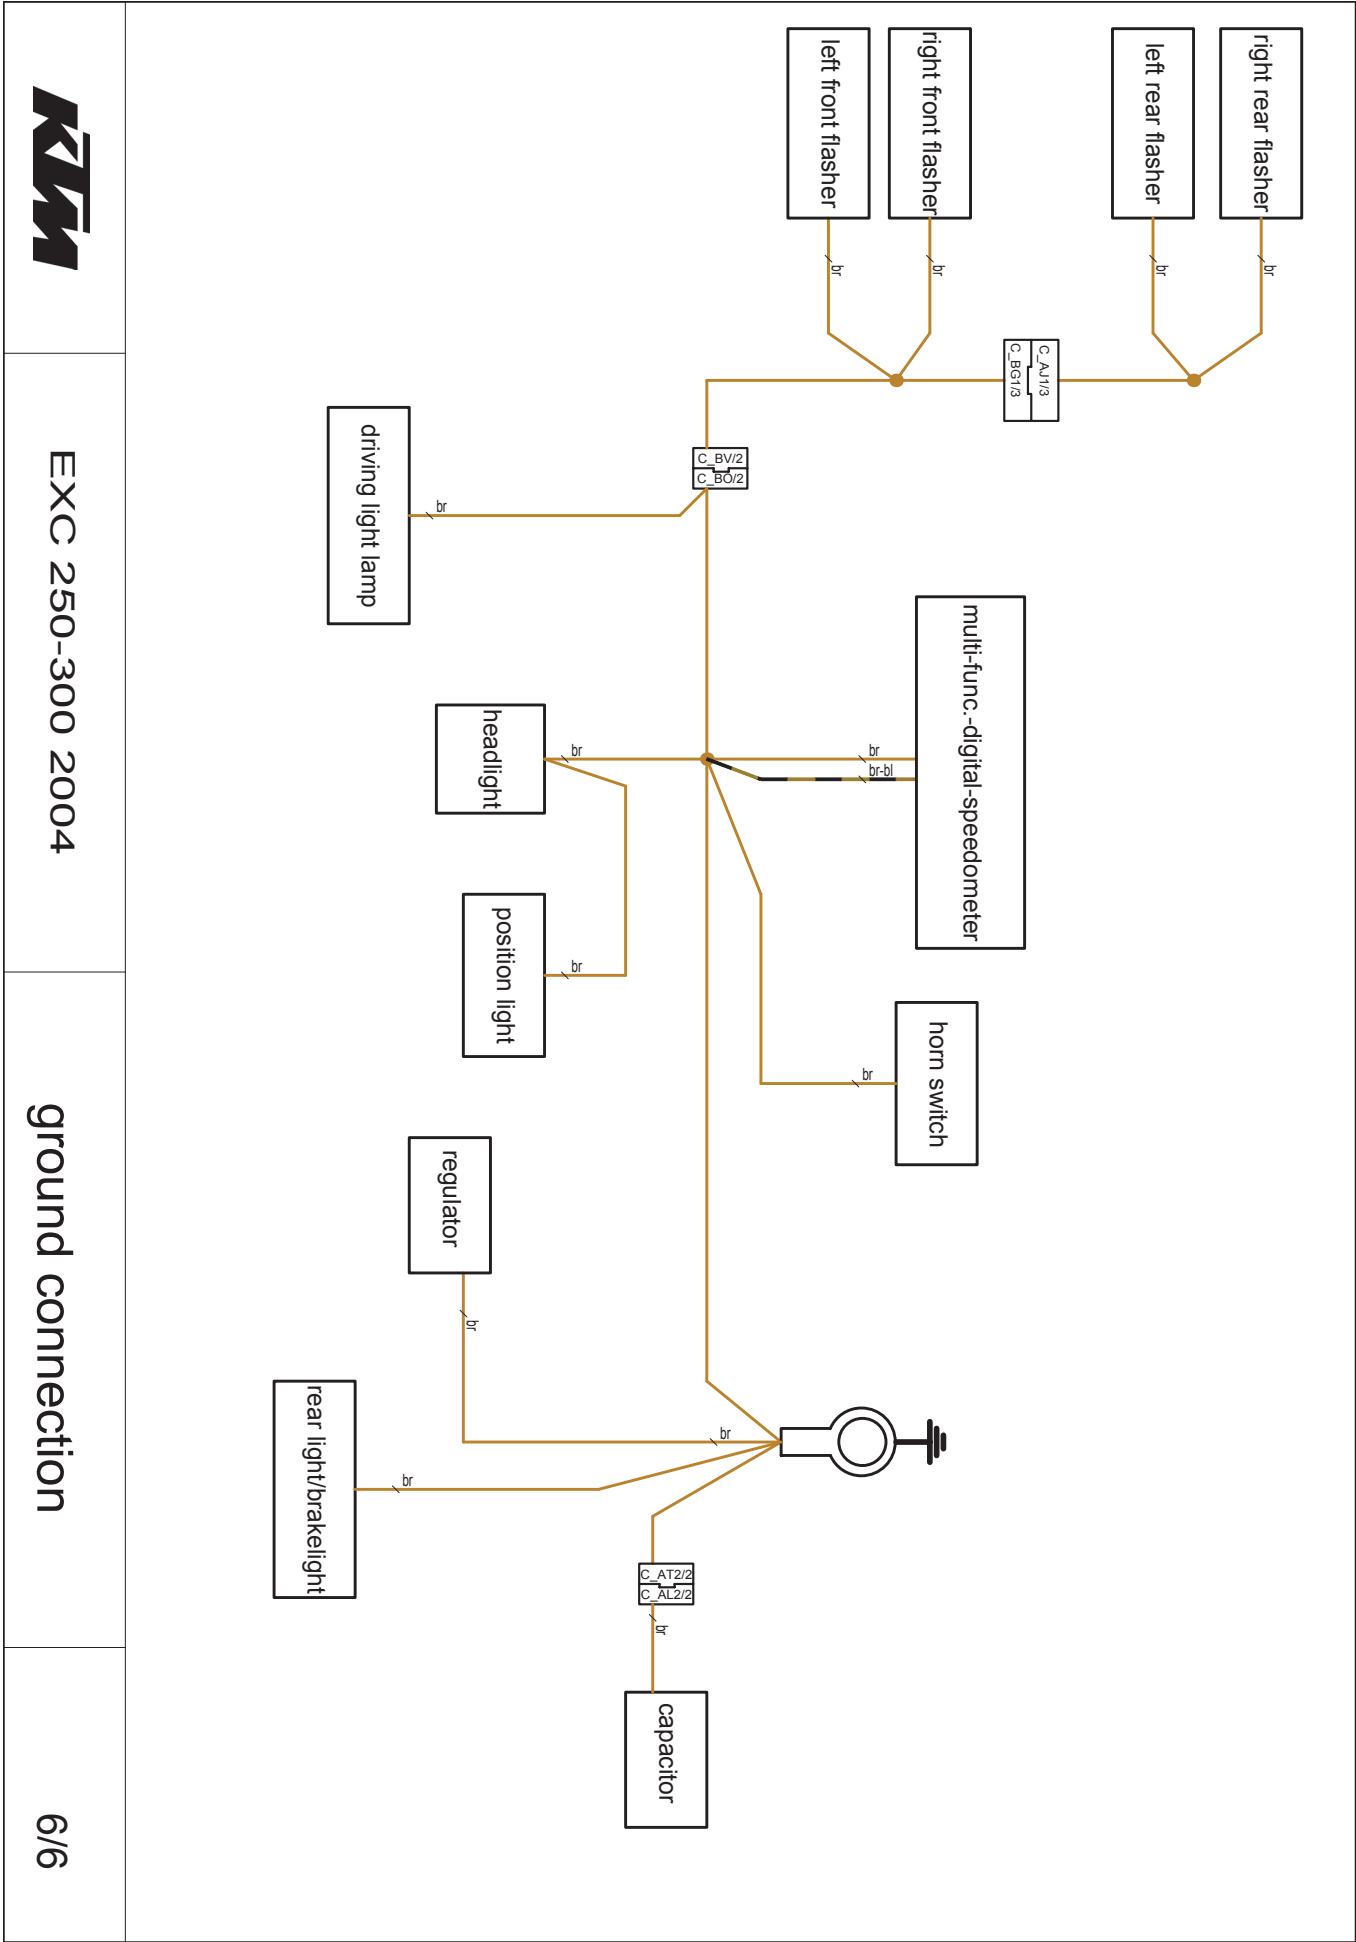 right rear flasher
br
left rear flasher
br
C_AJ1/3
C_BG1/3
right front flasher
br
left front flasher
br
C_BV/2
C_BO/2
driving light lamp
br
multi-func.-digital-speedometer
br
br-bl
headlight
br
position light
br
horn switch
br
regulator
br
br
rear light/brakelight
br
C_AT2/2
C_AL2/2
br
capacitor
KTM
EXC 250-300 2004
ground connection
6/6